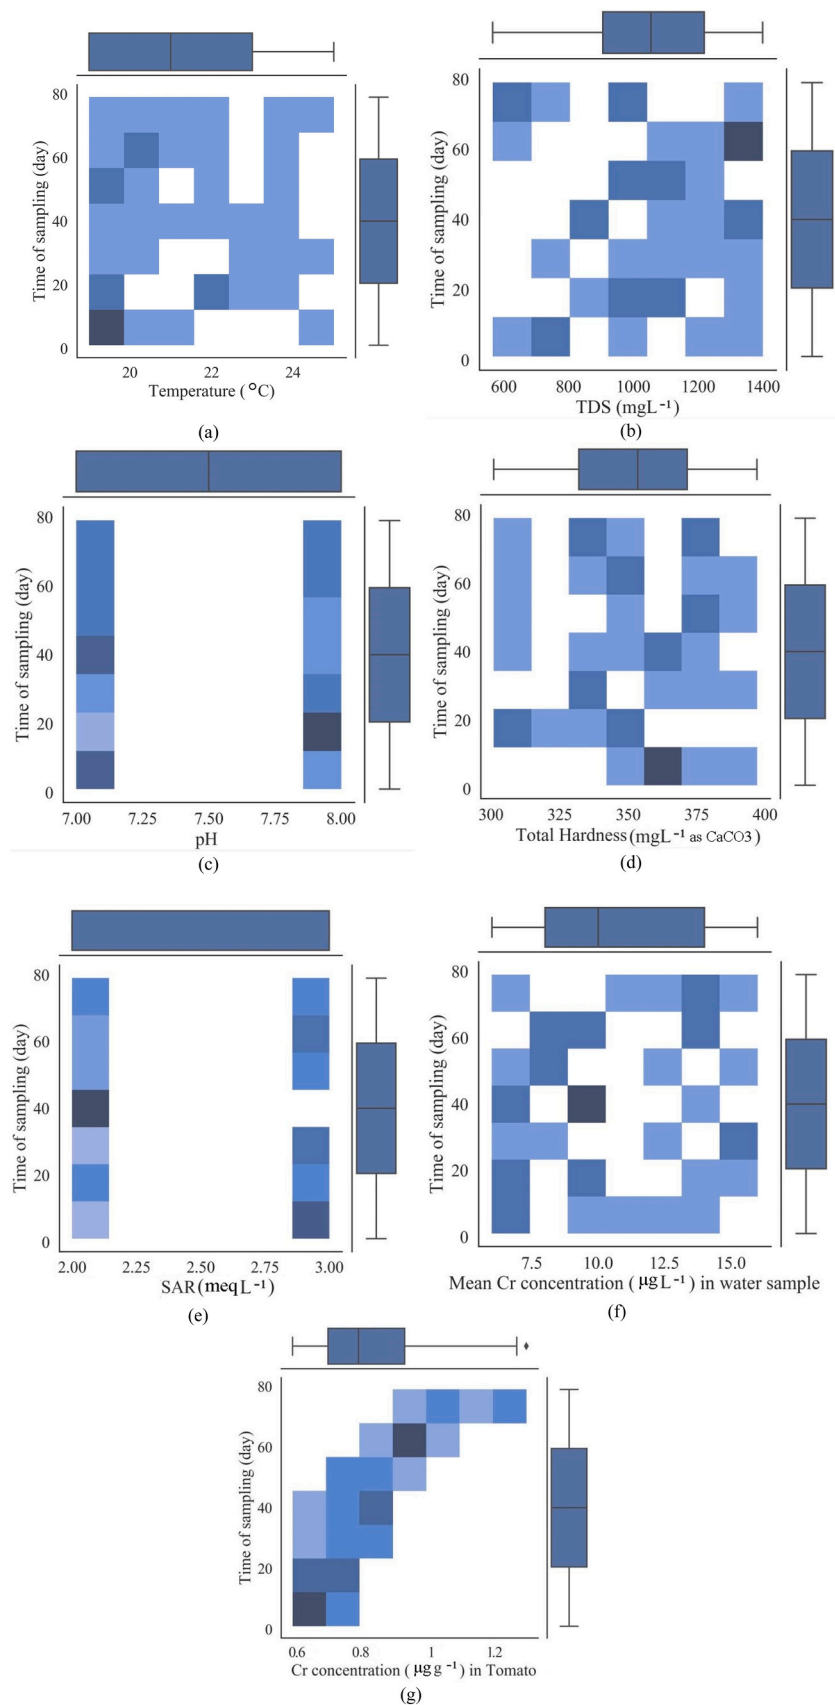 80
60
40
20
0
Time of sampling (day)
20 22 24
Temperature ( °C)
(a)
80
60
40
20
0
Time of sampling (day)
600 800 1000 1200 1400
TDS (mgL⁻¹)
(b)
80
60
40
20
0
Time of sampling (day)
7.00 7.25 7.50 7.75 8.00
pH
(c)
80
60
40
20
0
Time of sampling (day)
300 325 350 375 400
Total Hardness(mgL⁻¹ as CaCO3)
(d)
80
60
40
20
0
Time of sampling (day)
2.00 2.25 2.50 2.75 3.00
SAR(meqL⁻¹)
(e)
80
60
40
20
0
Time of sampling (day)
7.5 10.0 12.5 15.0
Mean Cr concentration ( µgL⁻¹) in water sample
(f)
80
60
40
20
0
Time of sampling (day)
0.6 0.8 1 1.2
Cr concentration ( µg g⁻¹) in Tomato
(g)